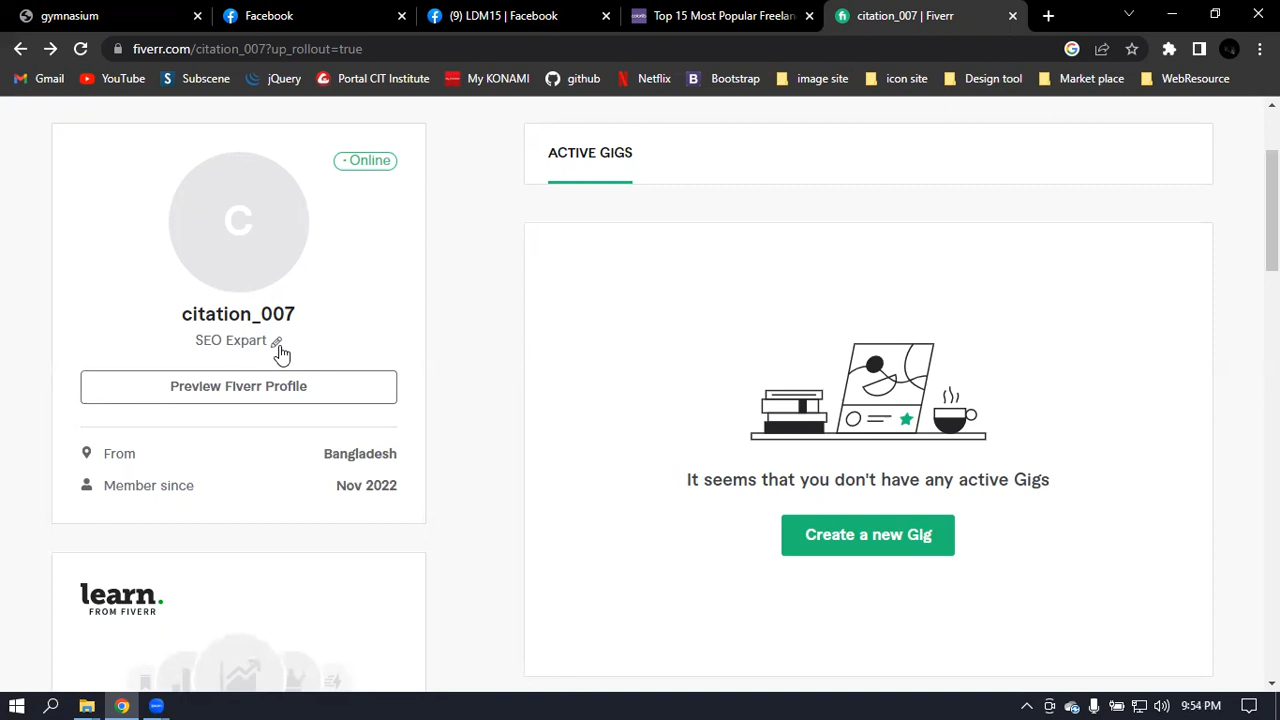 gymnasium
Facebook
(9) LDM15 | Facebook
Top 15 Most Popular Freelan
citation_007 | Fiverr
fiverr.com/citation_007?up_rollout=true
Gmail
YouTube
Subscene
jQuery
Portal CIT Institute
My KONAMI
github
Netflix
Bootstrap
image site
icon site
Design tool
Market place
WebResource
Online
C
citation_007
SEO Expart
Preview Fiverr Profile
From Bangladesh
Member since Nov 2022
learn.
FROM FIVERR
ACTIVE GIGS
It seems that you don't have any active Gigs
Create a new Gig
9:54 PM